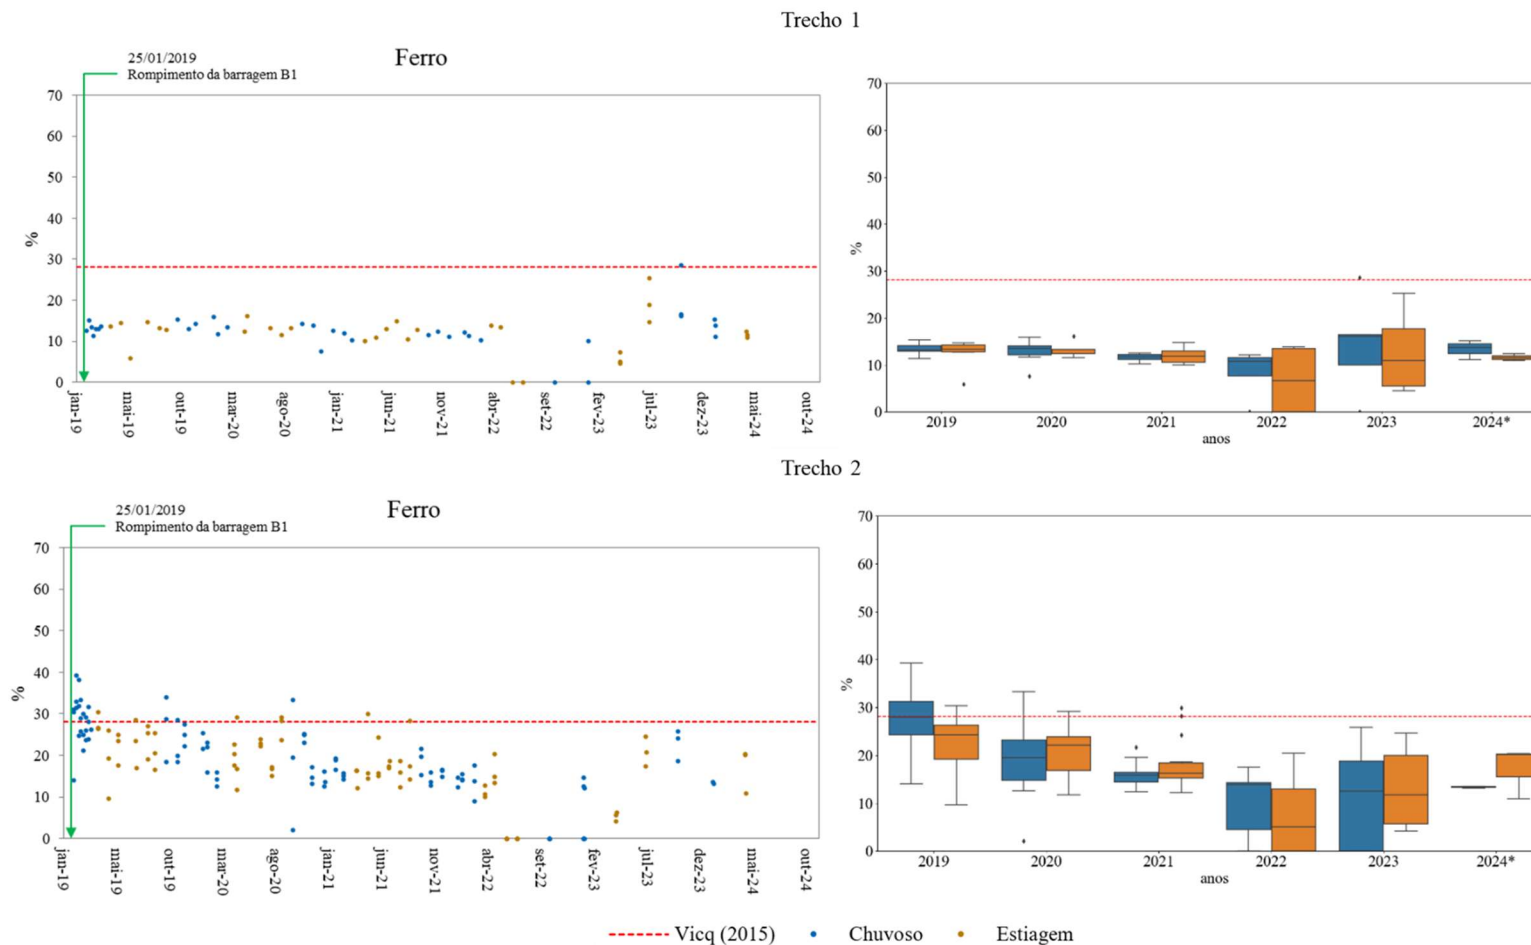 Trecho 1
25/01/2019
Rompimento da barragem B1
Ferro
70
60
50
40
30
20
10
0
%
jan-19
mai-19
out-19
mar-20
ago-20
jan-21
jun-21
nov-21
abr-22
set-22
fev-23
jul-23
dez-23
mai-24
out-24
70
60
50
40
30
20
10
0
%
2019
2020
2021
2022
2023
2024*
anos
Trecho 2
25/01/2019
Rompimento da barragem B1
Ferro
70
60
50
40
30
20
10
0
%
jan-19
mai-19
out-19
mar-20
ago-20
jan-21
jun-21
nov-21
abr-22
set-22
fev-23
jul-23
dez-23
mai-24
out-24
70
60
50
40
30
20
10
0
%
2019
2020
2021
2022
2023
2024*
anos
Vicq (2015)
Chuvoso
Estiagem